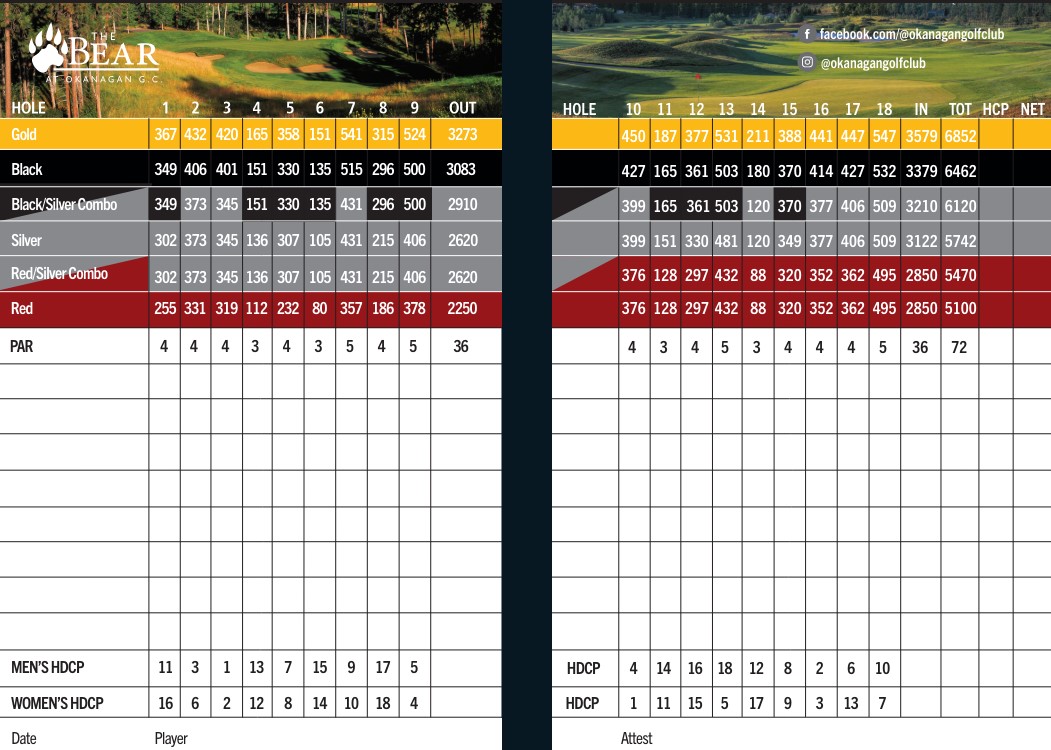 THE
BEAR
AT OKANAGAN G.C.
facebook.com/@okanagangolfclub
@okanagangolfclub
HOLE 1 2 3 4 5 6 7 8 9 OUT HOLE 10 11 12 13 14 15 16 17 18 IN TOT HCP NET
Gold 367 432 420 165 358 151 541 315 524 3273 450 187 377 531 211 388 441 447 547 3579 6852
Black 349 406 401 151 330 135 515 296 500 3083 427 165 361 503 180 370 414 427 532 3379 6462
Black/Silver Combo 349 373 345 151 330 135 431 296 500 2910 399 165 361 503 120 370 377 406 509 3210 6120
Silver 302 373 345 136 307 105 431 215 406 2620 399 151 330 481 120 349 377 406 509 3122 5742
Red/Silver Combo 302 373 345 136 307 105 431 215 406 2620 376 128 297 432 88 320 352 362 495 2850 5470
Red 255 331 319 112 232 80 357 186 378 2250 376 128 297 432 88 320 352 362 495 2850 5100
PAR 4 4 4 3 4 3 5 4 5 36 4 3 4 5 3 4 4 4 5 36 72
MEN'S HDCP 11 3 1 13 7 15 9 17 5 HDCP 4 14 16 18 12 8 2 6 10
WOMEN'S HDCP 16 6 2 12 8 14 10 18 4 HDCP 1 11 15 5 17 9 3 13 7
Date Player Attest